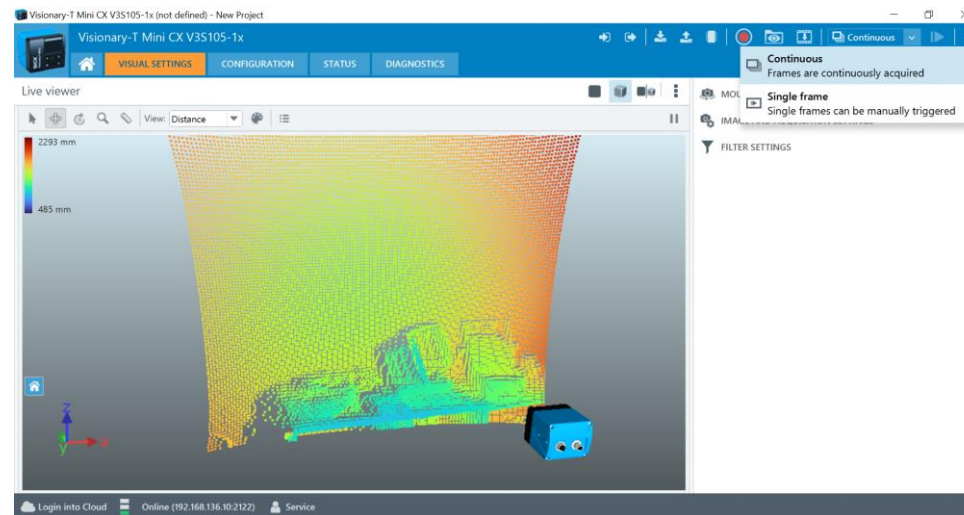 Visionary-T Mini CX V3S105-1x (not defined) - New Project
Visionary-T Mini CX V3S105-1x
Continuous
VISUAL SETTINGS
CONFIGURATION
STATUS
DIAGNOSTICS
Continuous
Frames are continuously acquired
Single frame
Single frames can be manually triggered
Live viewer
View: Distance
FILTER SETTINGS
2293 mm
485 mm
z
x
y
Login into Cloud
Online (192.168.136.10:2122)
Service